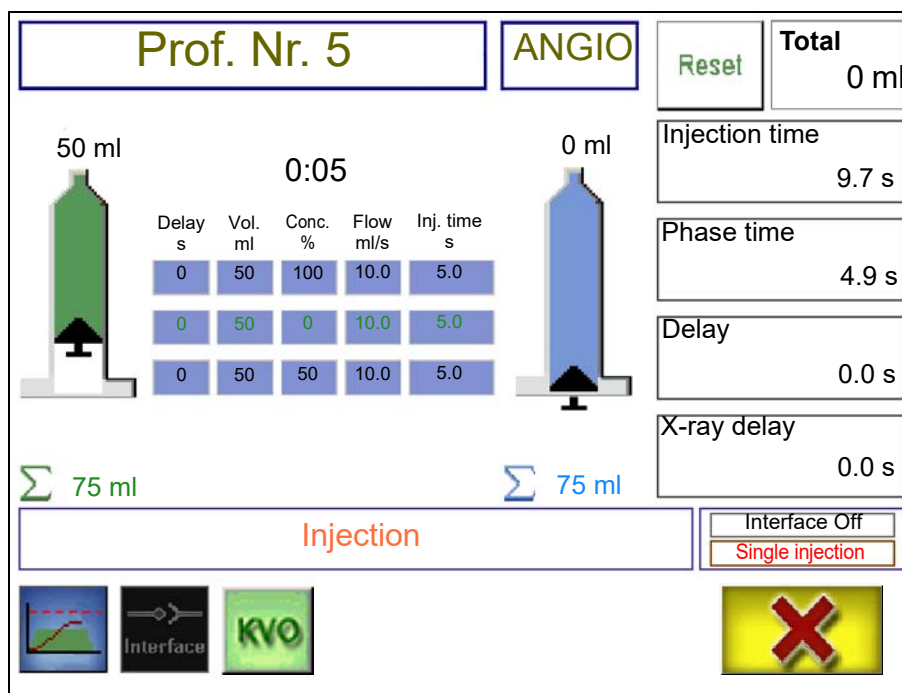 Prof. Nr. 5
ANGIO
Reset
Total
0 ml
50 ml
0:05
0 ml
Injection time
9.7 s
Delay Vol. Conc. Flow Inj. time
s ml % ml/s s
0 50 100 10.0 5.0
0 50 0 10.0 5.0
0 50 50 10.0 5.0
Phase time
4.9 s
Delay
0.0 s
X-ray delay
0.0 s
Σ 75 ml
Σ 75 ml
Injection
Interface Off
Single injection
Interface
KVO